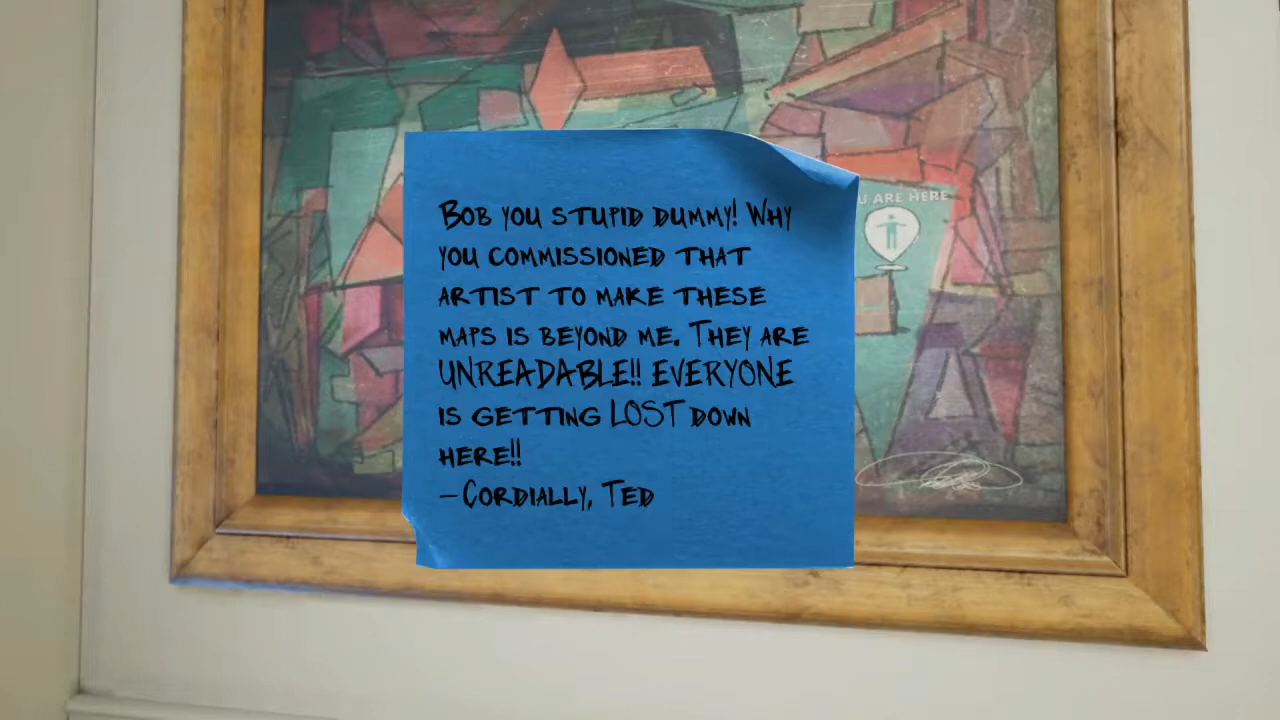 Bob you stupid dummy! Why
you commissioned that
artist to make these
maps is beyond me. They are
UNREADABLE!! EVERYONE
is getting LOST down
here!!
—Cordially, Ted
U ARE HERE